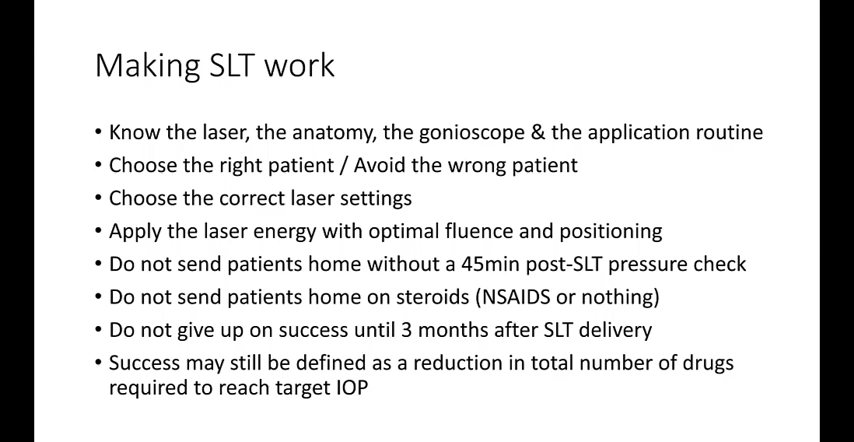 Making SLT work
• Know the laser, the anatomy, the gonioscope & the application routine
• Choose the right patient / Avoid the wrong patient
• Choose the correct laser settings
• Apply the laser energy with optimal fluence and positioning
• Do not send patients home without a 45min post-SLT pressure check
• Do not send patients home on steroids (NSAIDS or nothing)
• Do not give up on success until 3 months after SLT delivery
• Success may still be defined as a reduction in total number of drugs
required to reach target IOP